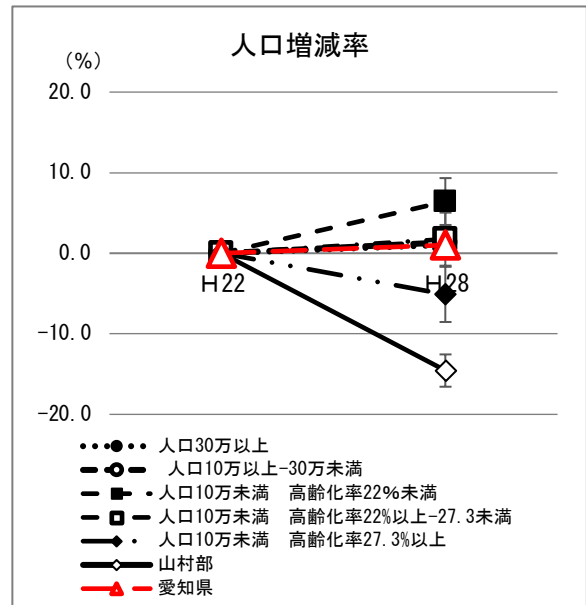 人口増減率
（%）
20.0
10.0
0.0
H22
H28
-10.0
-20.0
人口30万以上
人口10万以上-30万未満
人口10万未満　高齢化率22%未満
人口10万未満　高齢化率22%以上-27.3未満
人口10万未満　高齢化率27.3%以上
山村部
愛知県